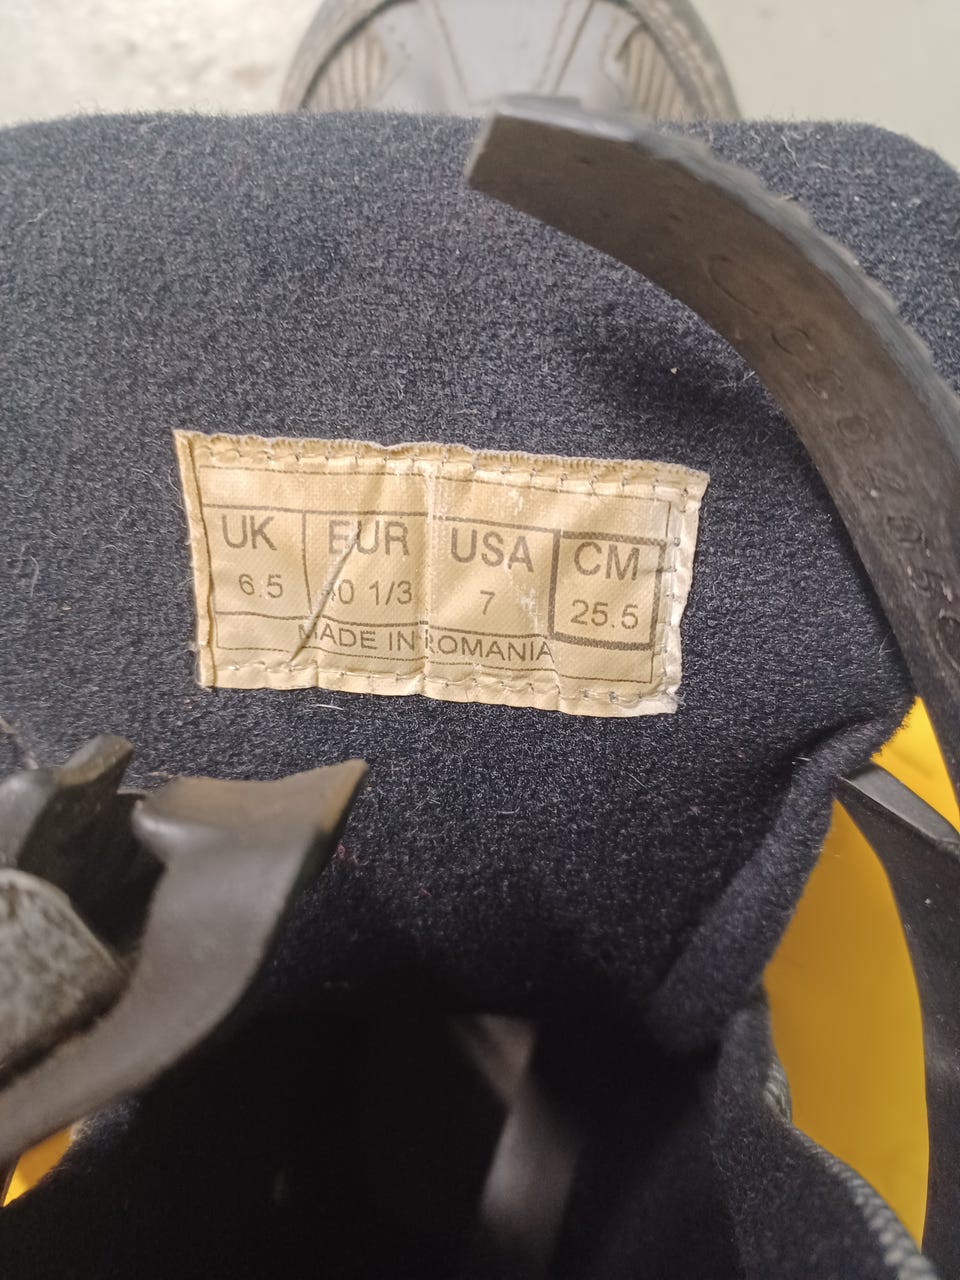 UK EUR USA CM
6.5 40 1/3 7 25.5
MADE IN ROMANIA